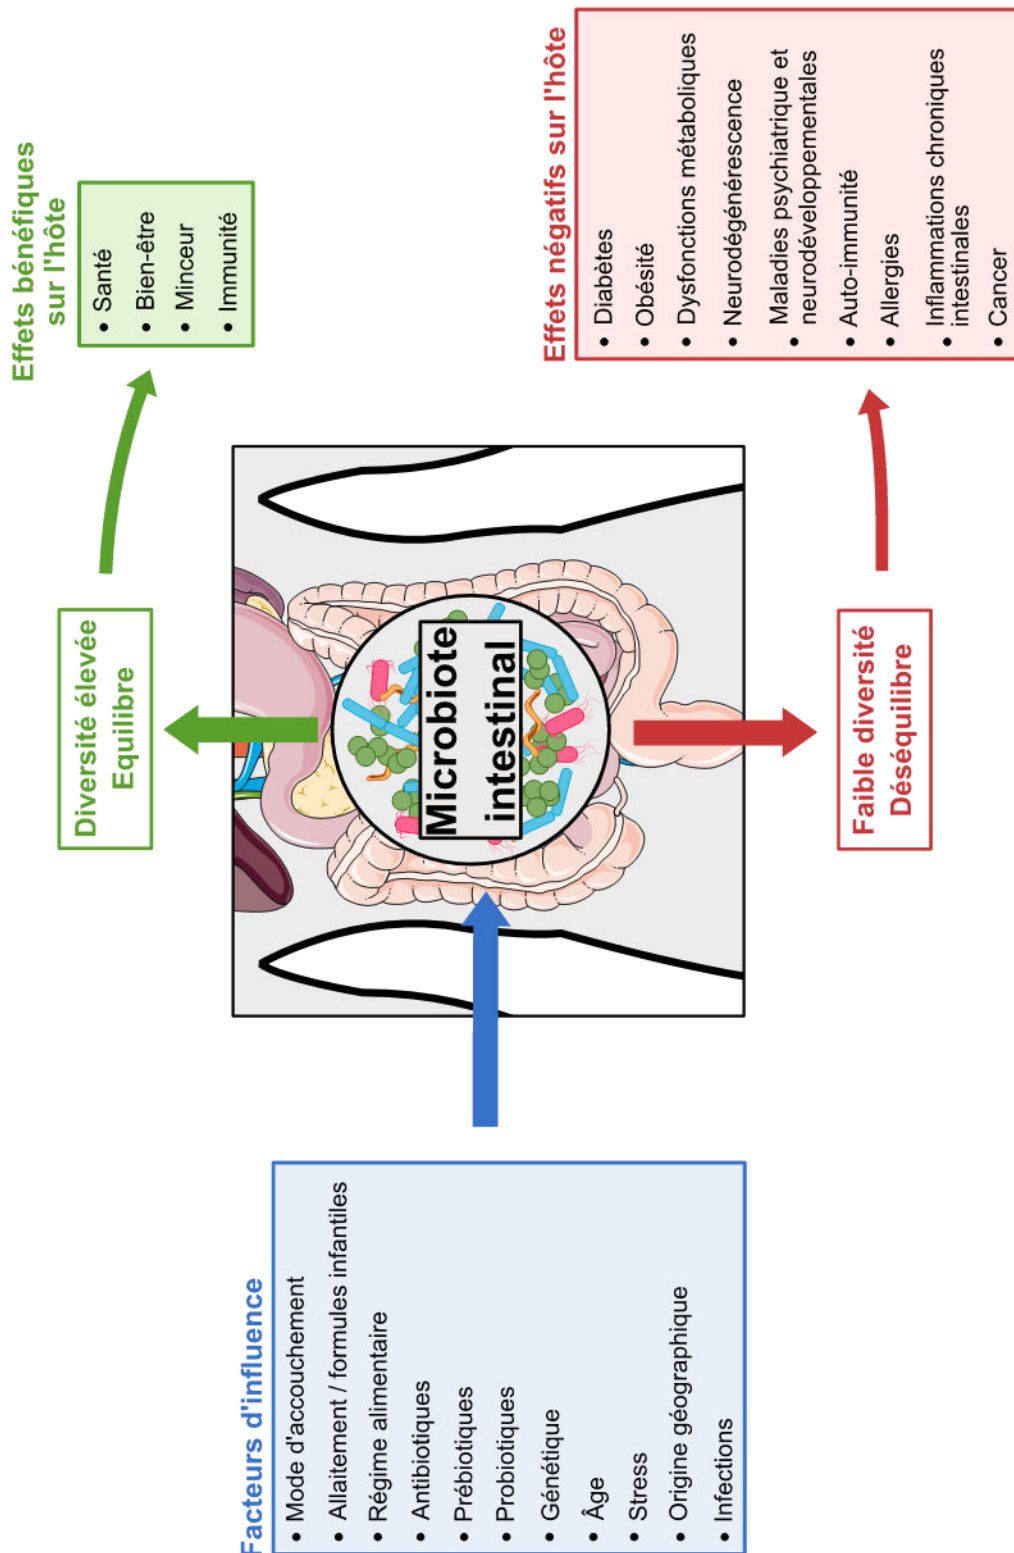 Facteurs d'influence
• Mode d'accouchement
• Allaitement / formules infantiles
• Régime alimentaire
• Antibiotiques
• Prébiotiques
• Probiotiques
• Génétique
• Âge
• Stress
• Origine géographique
• Infections
Microbiote
intestinal
Diversité élevée
Equilibre
Effets bénéfiques
sur l'hôte
• Santé
• Bien-être
• Minceur
• Immunité
Faible diversité
Déséquilibre
Effets négatifs sur l'hôte
• Diabètes
• Obésité
• Dysfonctions métaboliques
• Neurodégénérescence
• Maladies psychiatrique et
neurodéveloppementales
• Auto-immunité
• Allergies
• Inflammations chroniques
intestinales
• Cancer